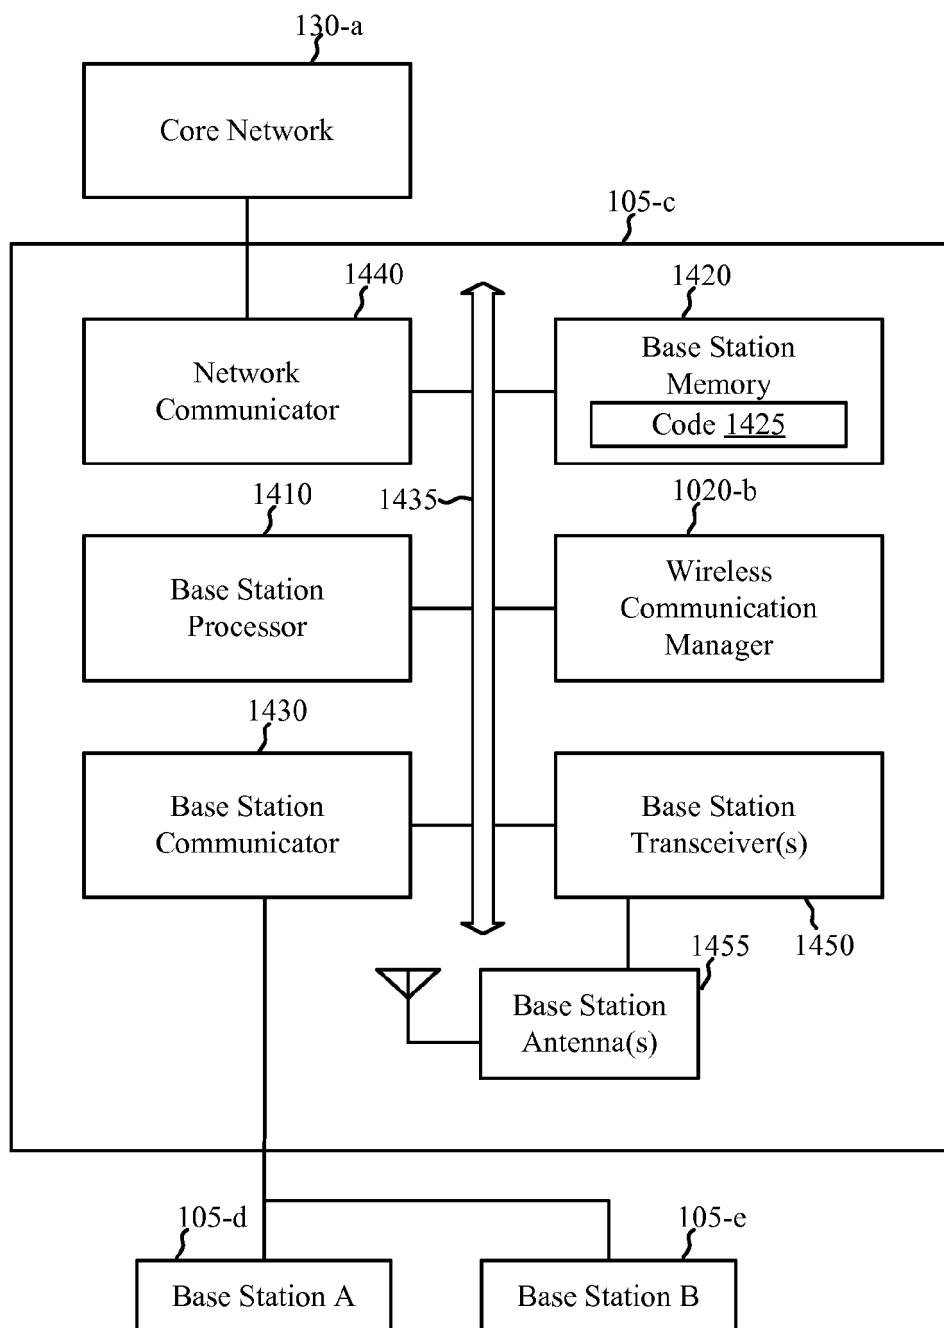 130-a
Core Network
105-c
1440
1420
Network
Communicator
Base Station
Memory
Code 1425
1435
1410
1020-b
Base Station
Processor
Wireless
Communication
Manager
1430
Base Station
Communicator
Base Station
Transceiver(s)
1455
1450
Base Station
Antenna(s)
105-d
105-e
Base Station A
Base Station B